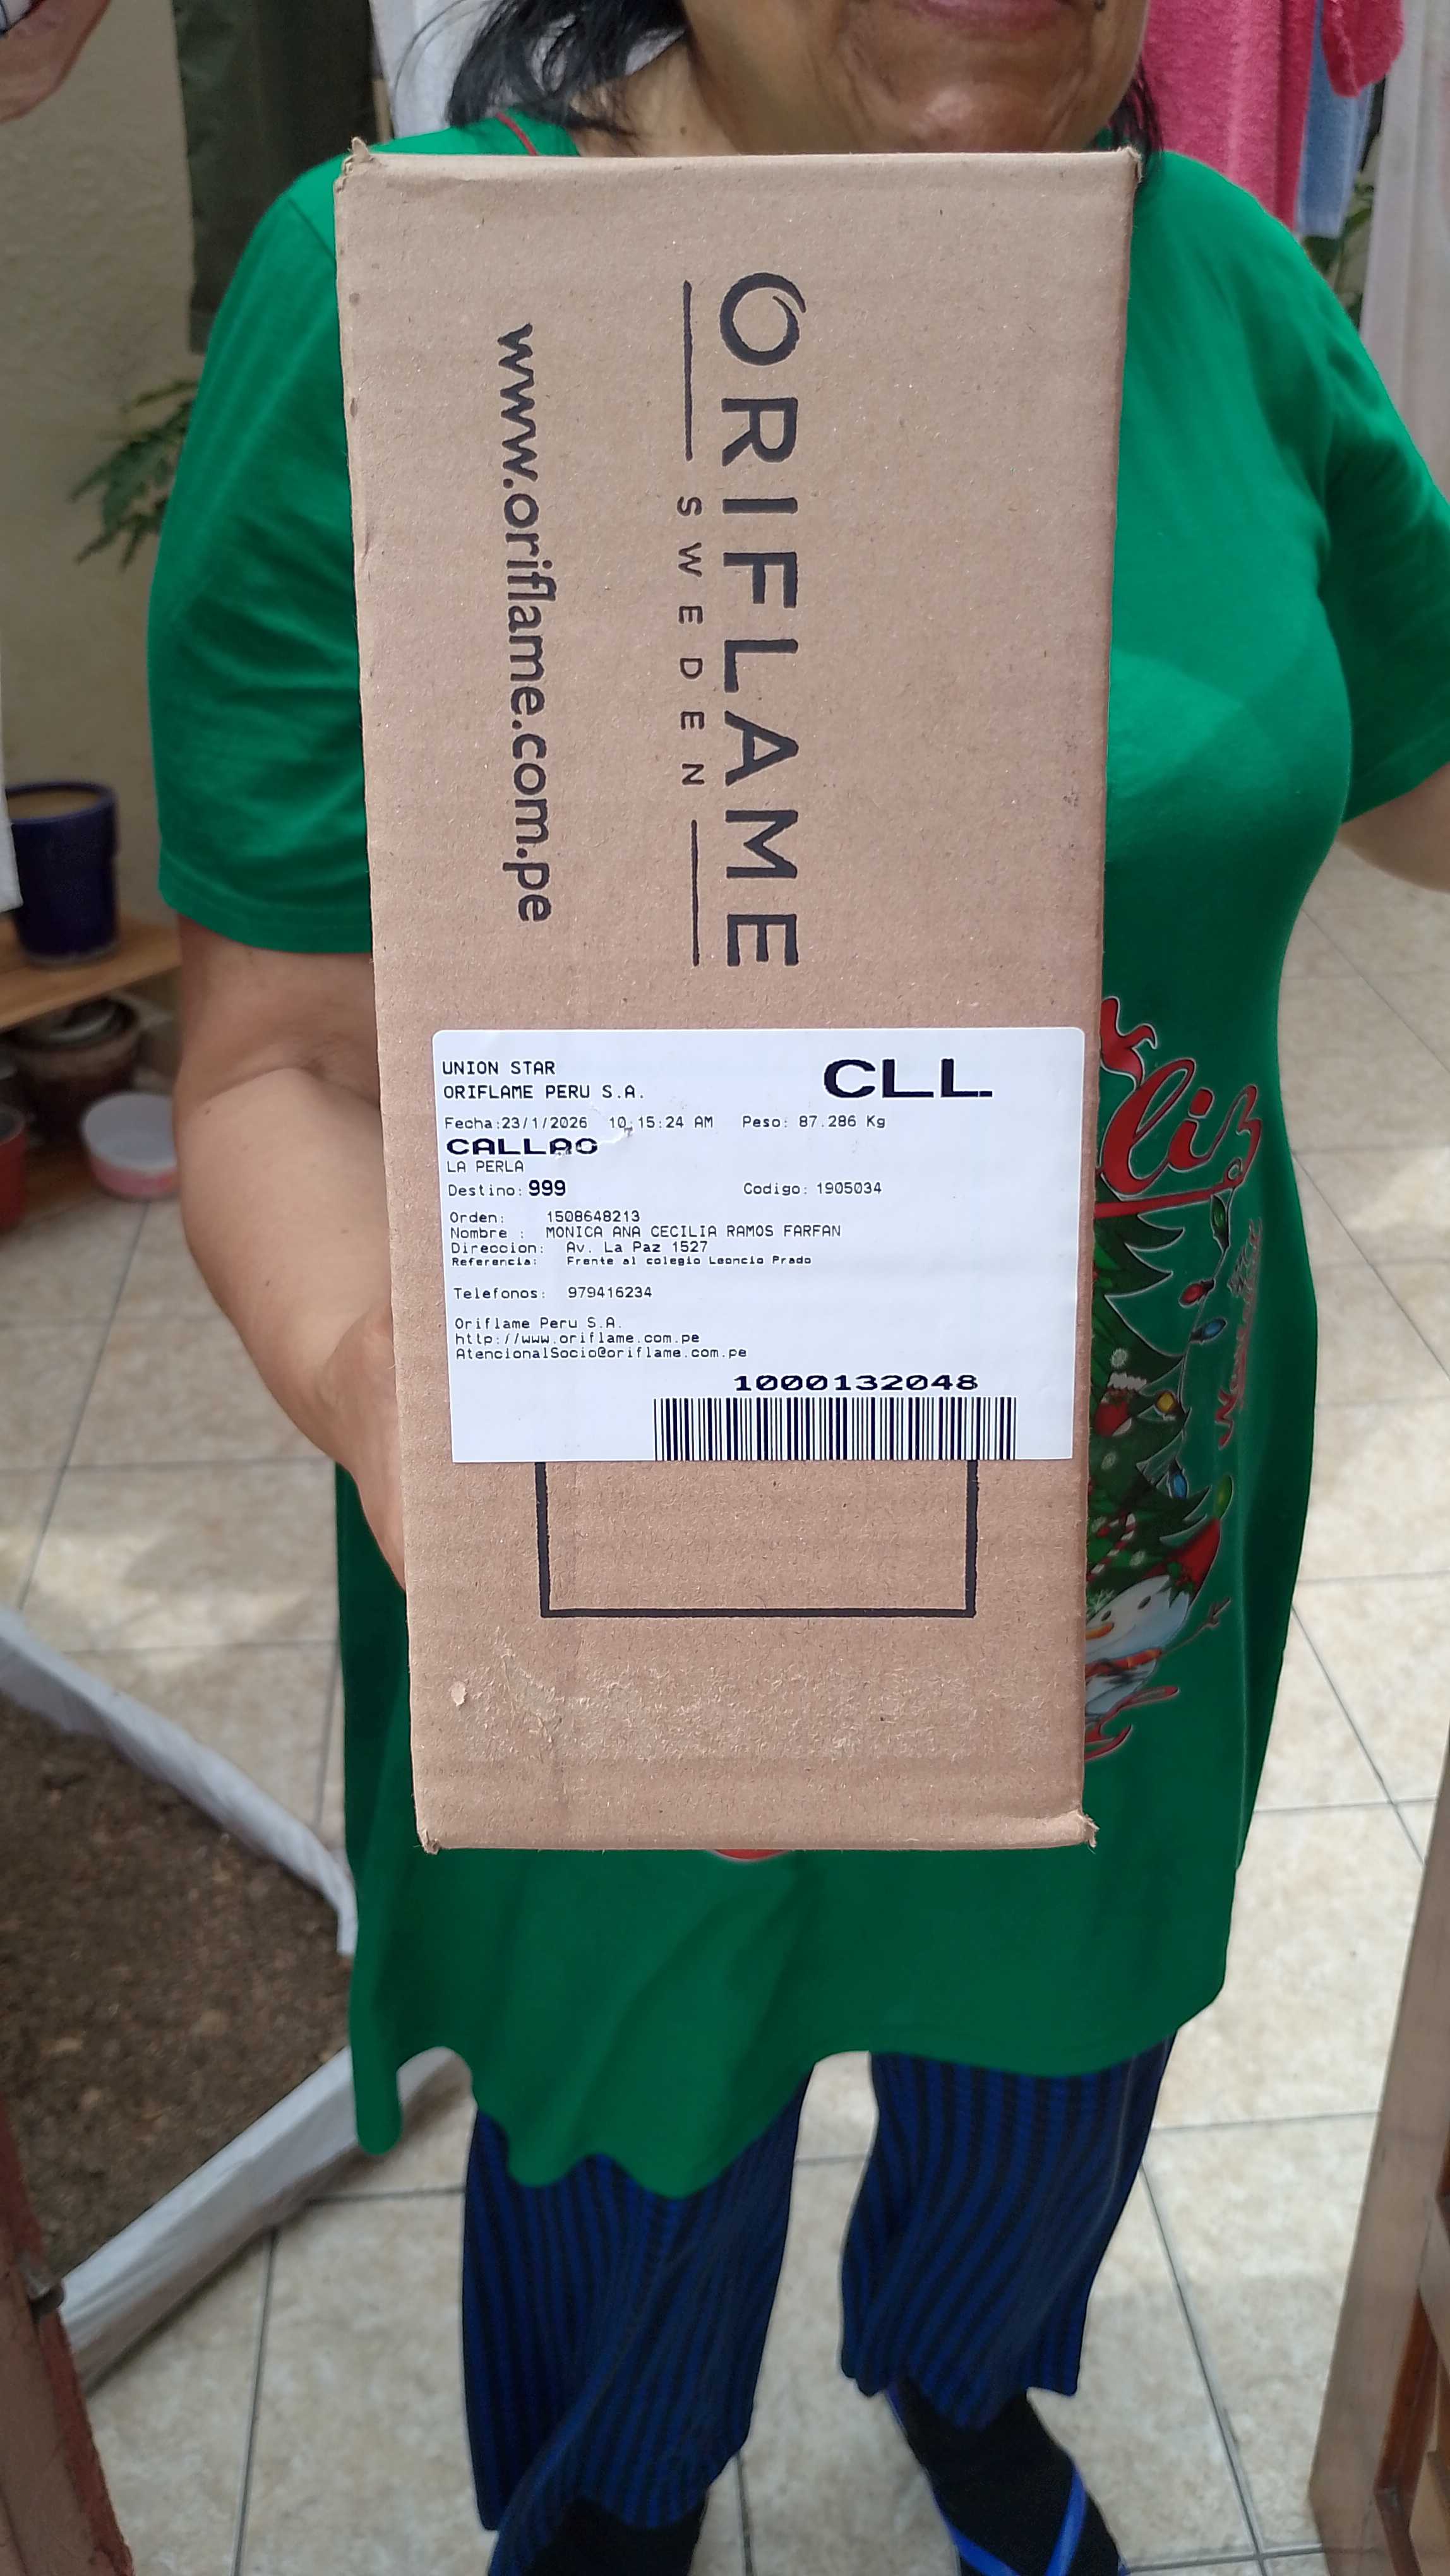 ORIFLAME
SWEDEN
www.oriflame.com.pe
UNION STAR
CLL
ORIFLAME PERU S.A.
Fecha:23/1/2026 10:15:24 AM Peso: 87.286 Kg
CALLAO
LA PERLA
Destino: 999 Codigo: 1905034
Orden: 1508648213
Nombre : MONICA ANA CECILIA RAMOS FARFAN
Direccion: Av. La Paz 1527
Referencia: Frente al colegio Leoncio Prado
Telefonos: 979416234
Oriflame Peru S.A.
http://www.oriflame.com.pe
AtencionalSocio@oriflame.com.pe
1000132048